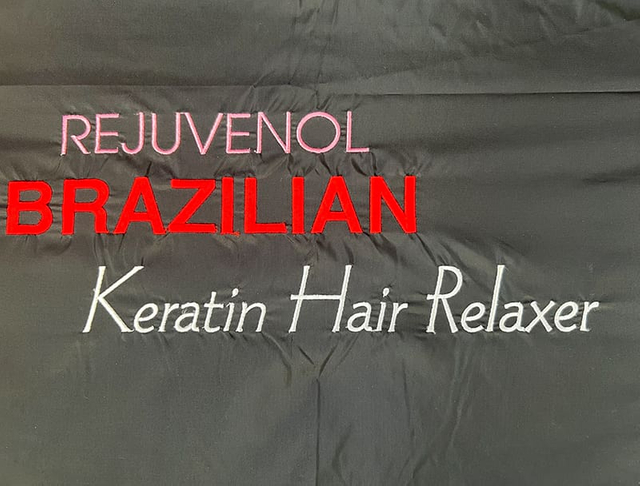 REJUVENOL
BRAZILIAN
Keratin Hair Relaxer